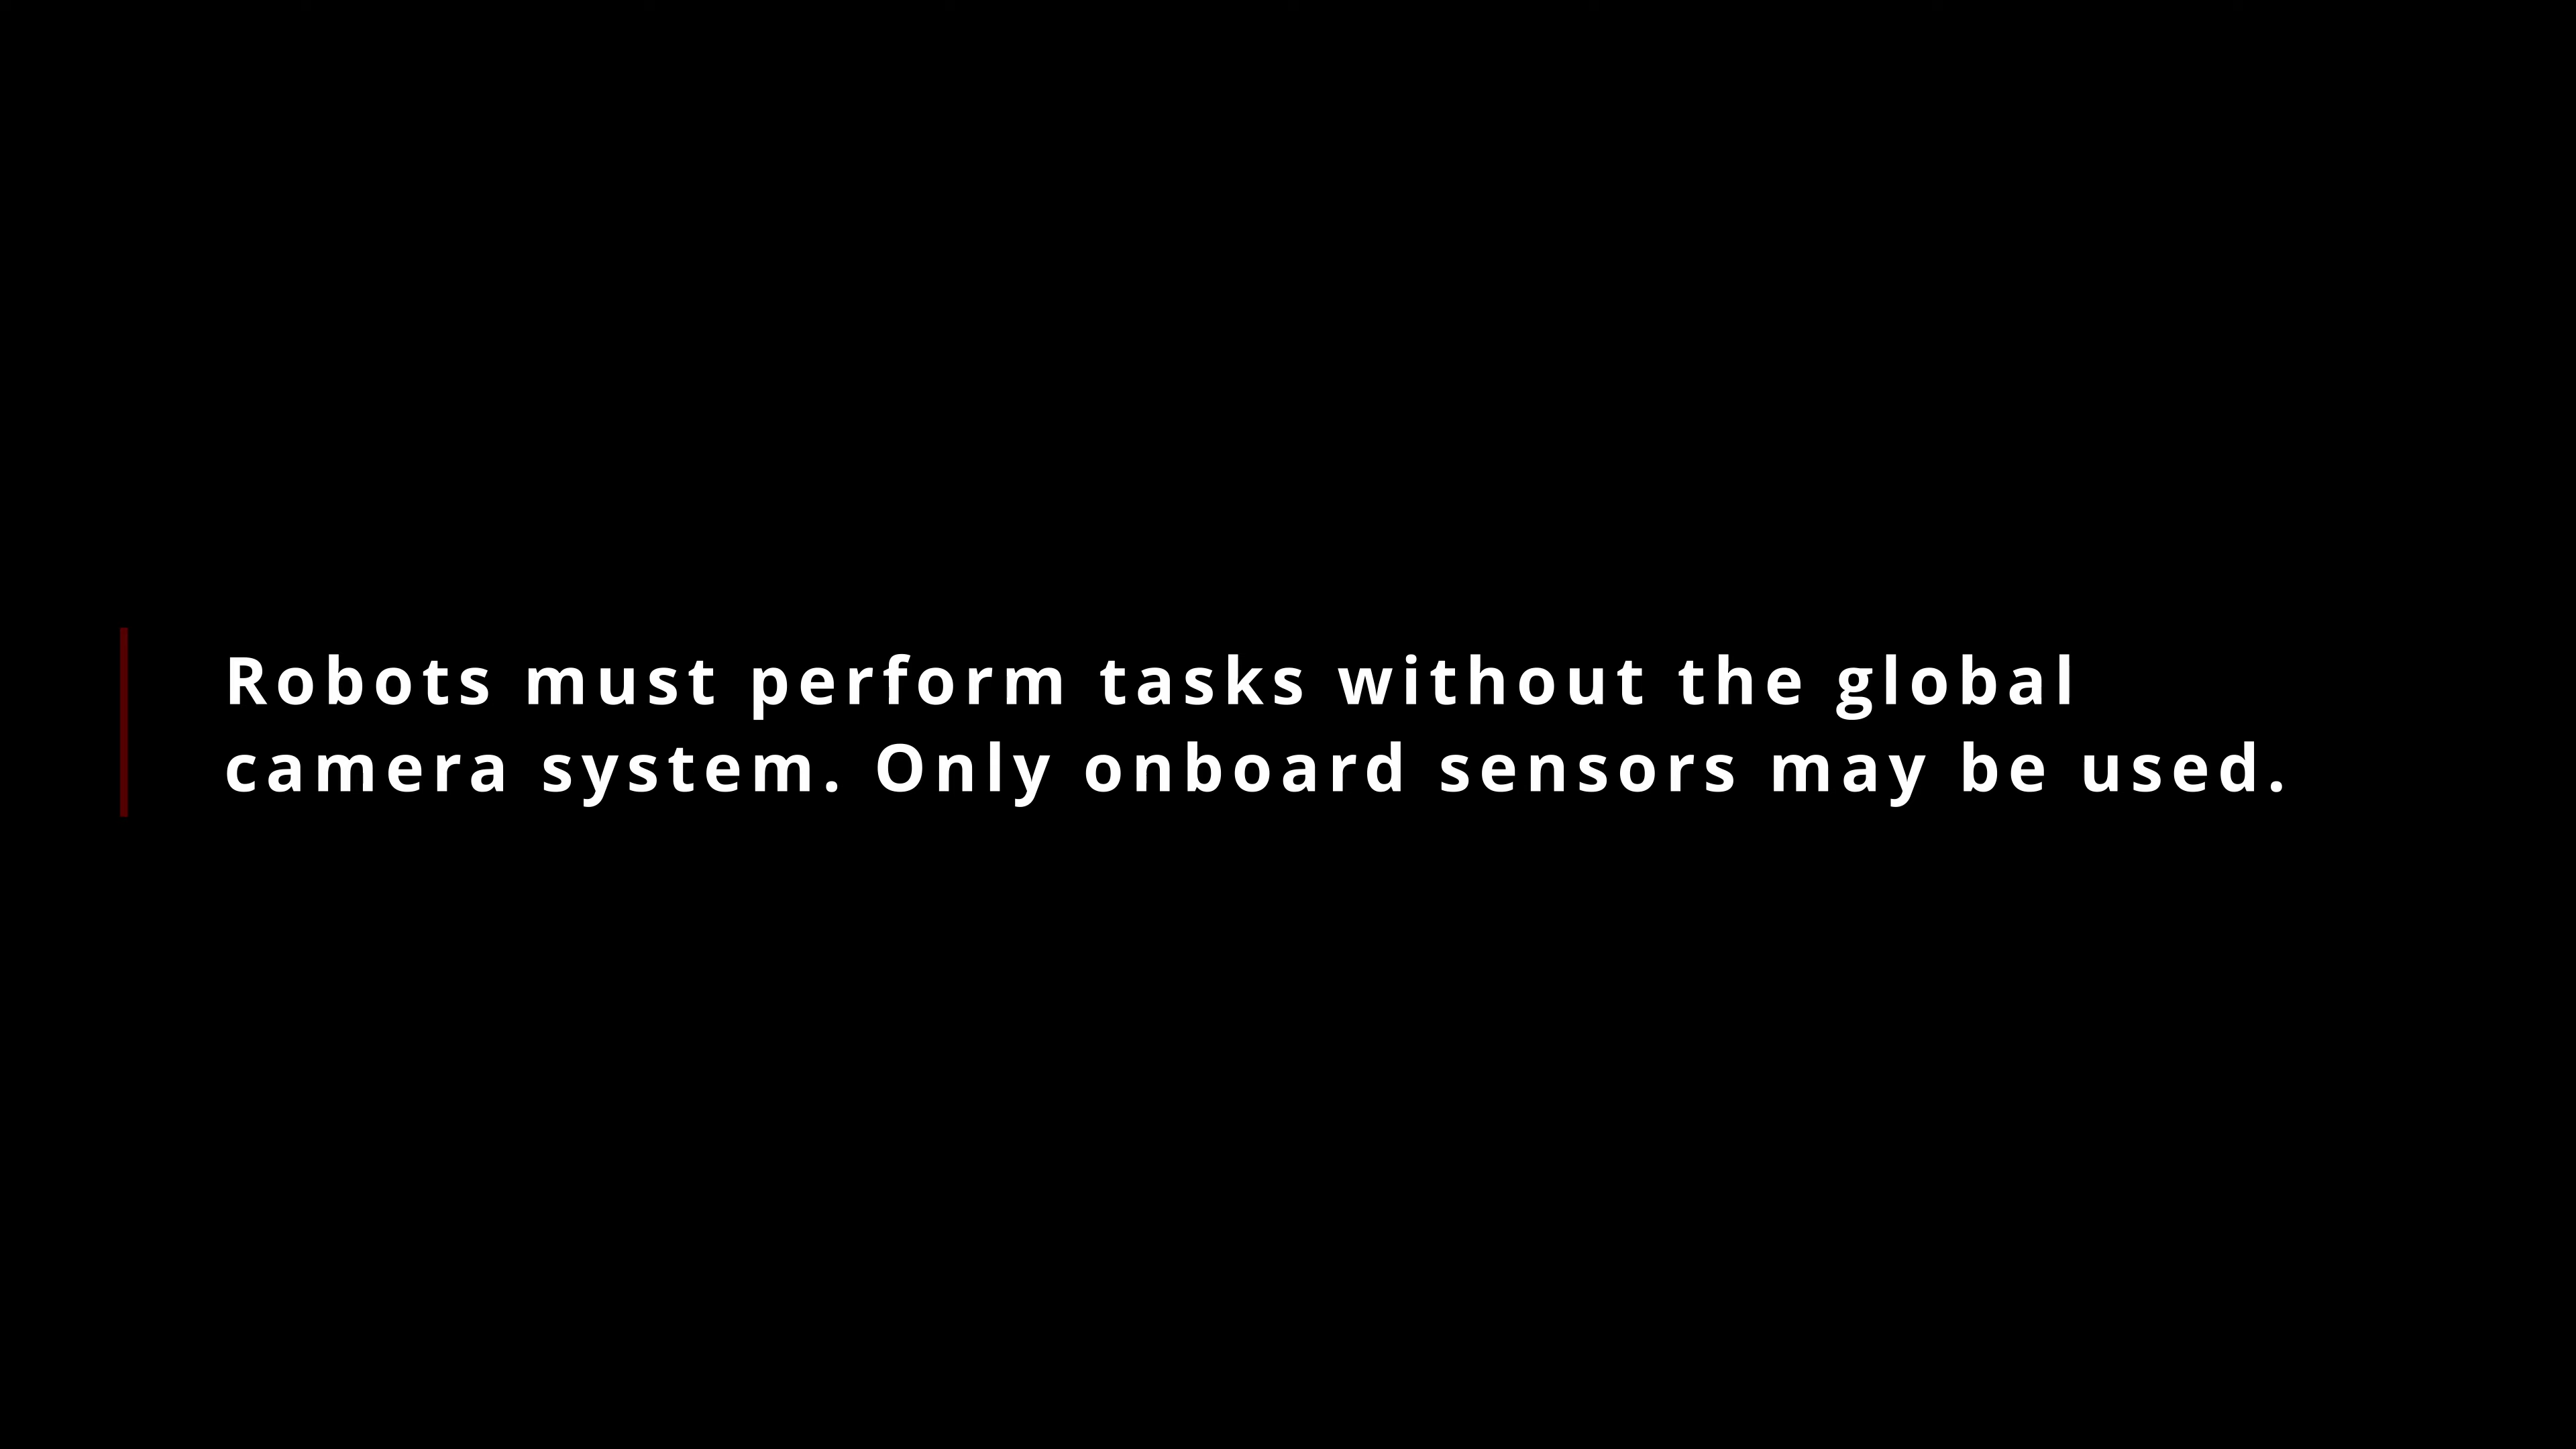 Robots must perform tasks without the global
camera system. Only onboard sensors may be used.